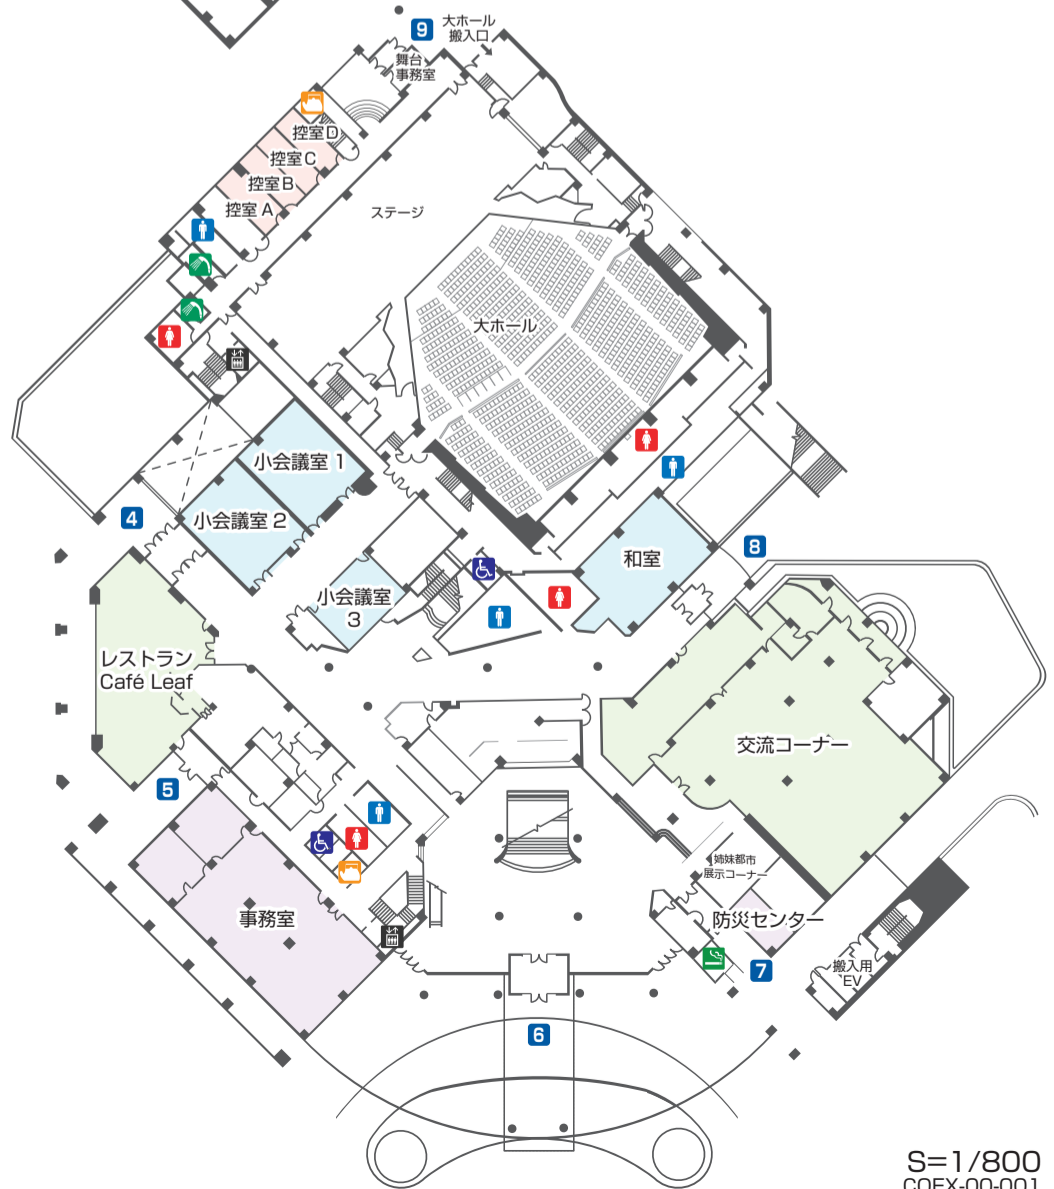 9
大ホール
搬入口
舞台
事務室
控室D
控室C
控室B
控室A
ステージ
大ホール
小会議室 1
小会議室 2
4
小会議室
3
和室
8
レストラン
Café Leaf
交流コーナー
5
姉妹都市
展示コーナー
防災センター
事務室
7
搬入用
EV
6
S=1/800
COEX-00-001